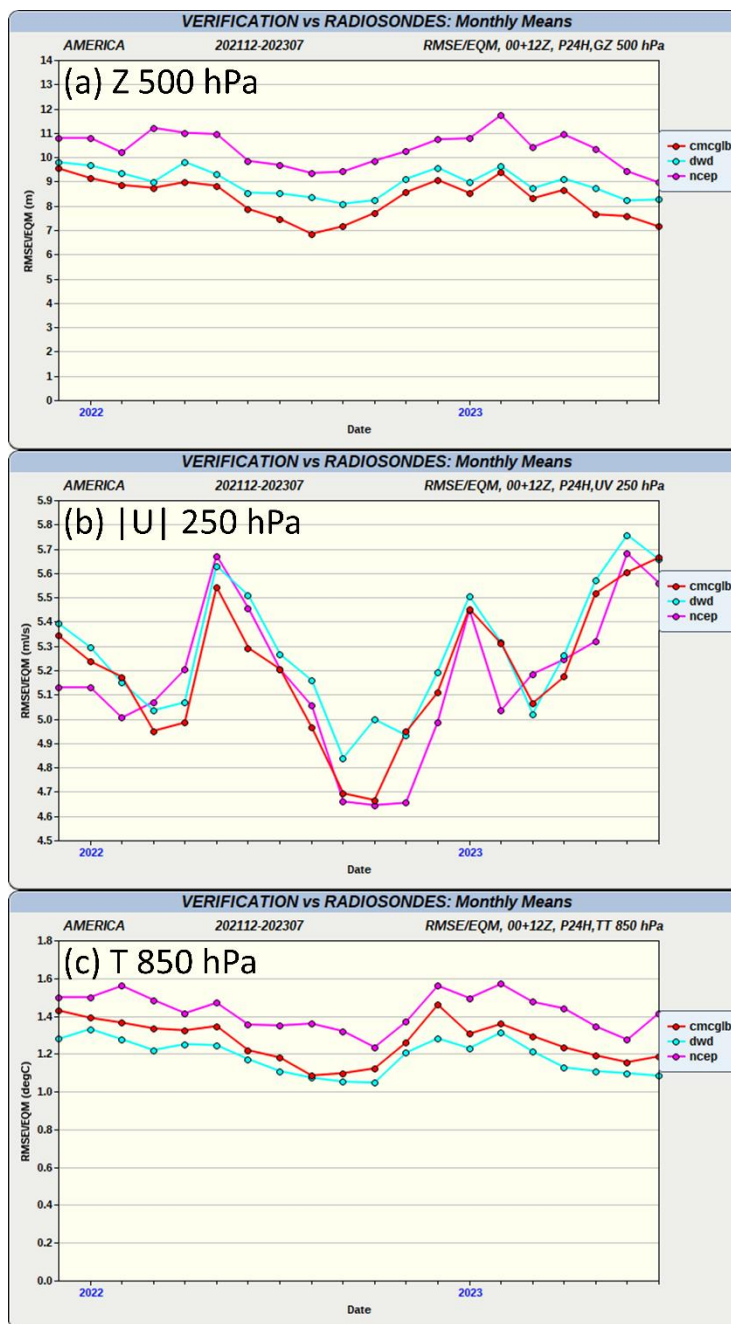 VERIFICATION vs RADIOSONDES: Monthly Means
AMERICA 202112-202307 RMSE/EQM, 00+12Z, P24H,GZ 500 hPa
(a) Z 500 hPa
14
13
12
11
10
9
8
7
6
5
4
3
2
1
0
RMSE\EQM (m)
2022 2023
Date
cmcglb
dwd
ncep
VERIFICATION vs RADIOSONDES: Monthly Means
AMERICA 202112-202307 RMSE/EQM, 00+12Z, P24H,UV 250 hPa
(b) |U| 250 hPa
5.9
5.8
5.7
5.6
5.5
5.4
5.3
5.2
5.1
5.0
4.9
4.8
4.7
4.6
4.5
RMSE\EQM (m/s)
2022 2023
Date
cmcglb
dwd
ncep
VERIFICATION vs RADIOSONDES: Monthly Means
AMERICA 202112-202307 RMSE/EQM, 00+12Z, P24H,TT 850 hPa
(c) T 850 hPa
1.8
1.6
1.4
1.2
1.0
0.8
0.6
0.4
0.2
0.0
RMSE\EQM (degC)
2022 2023
Date
cmcglb
dwd
ncep